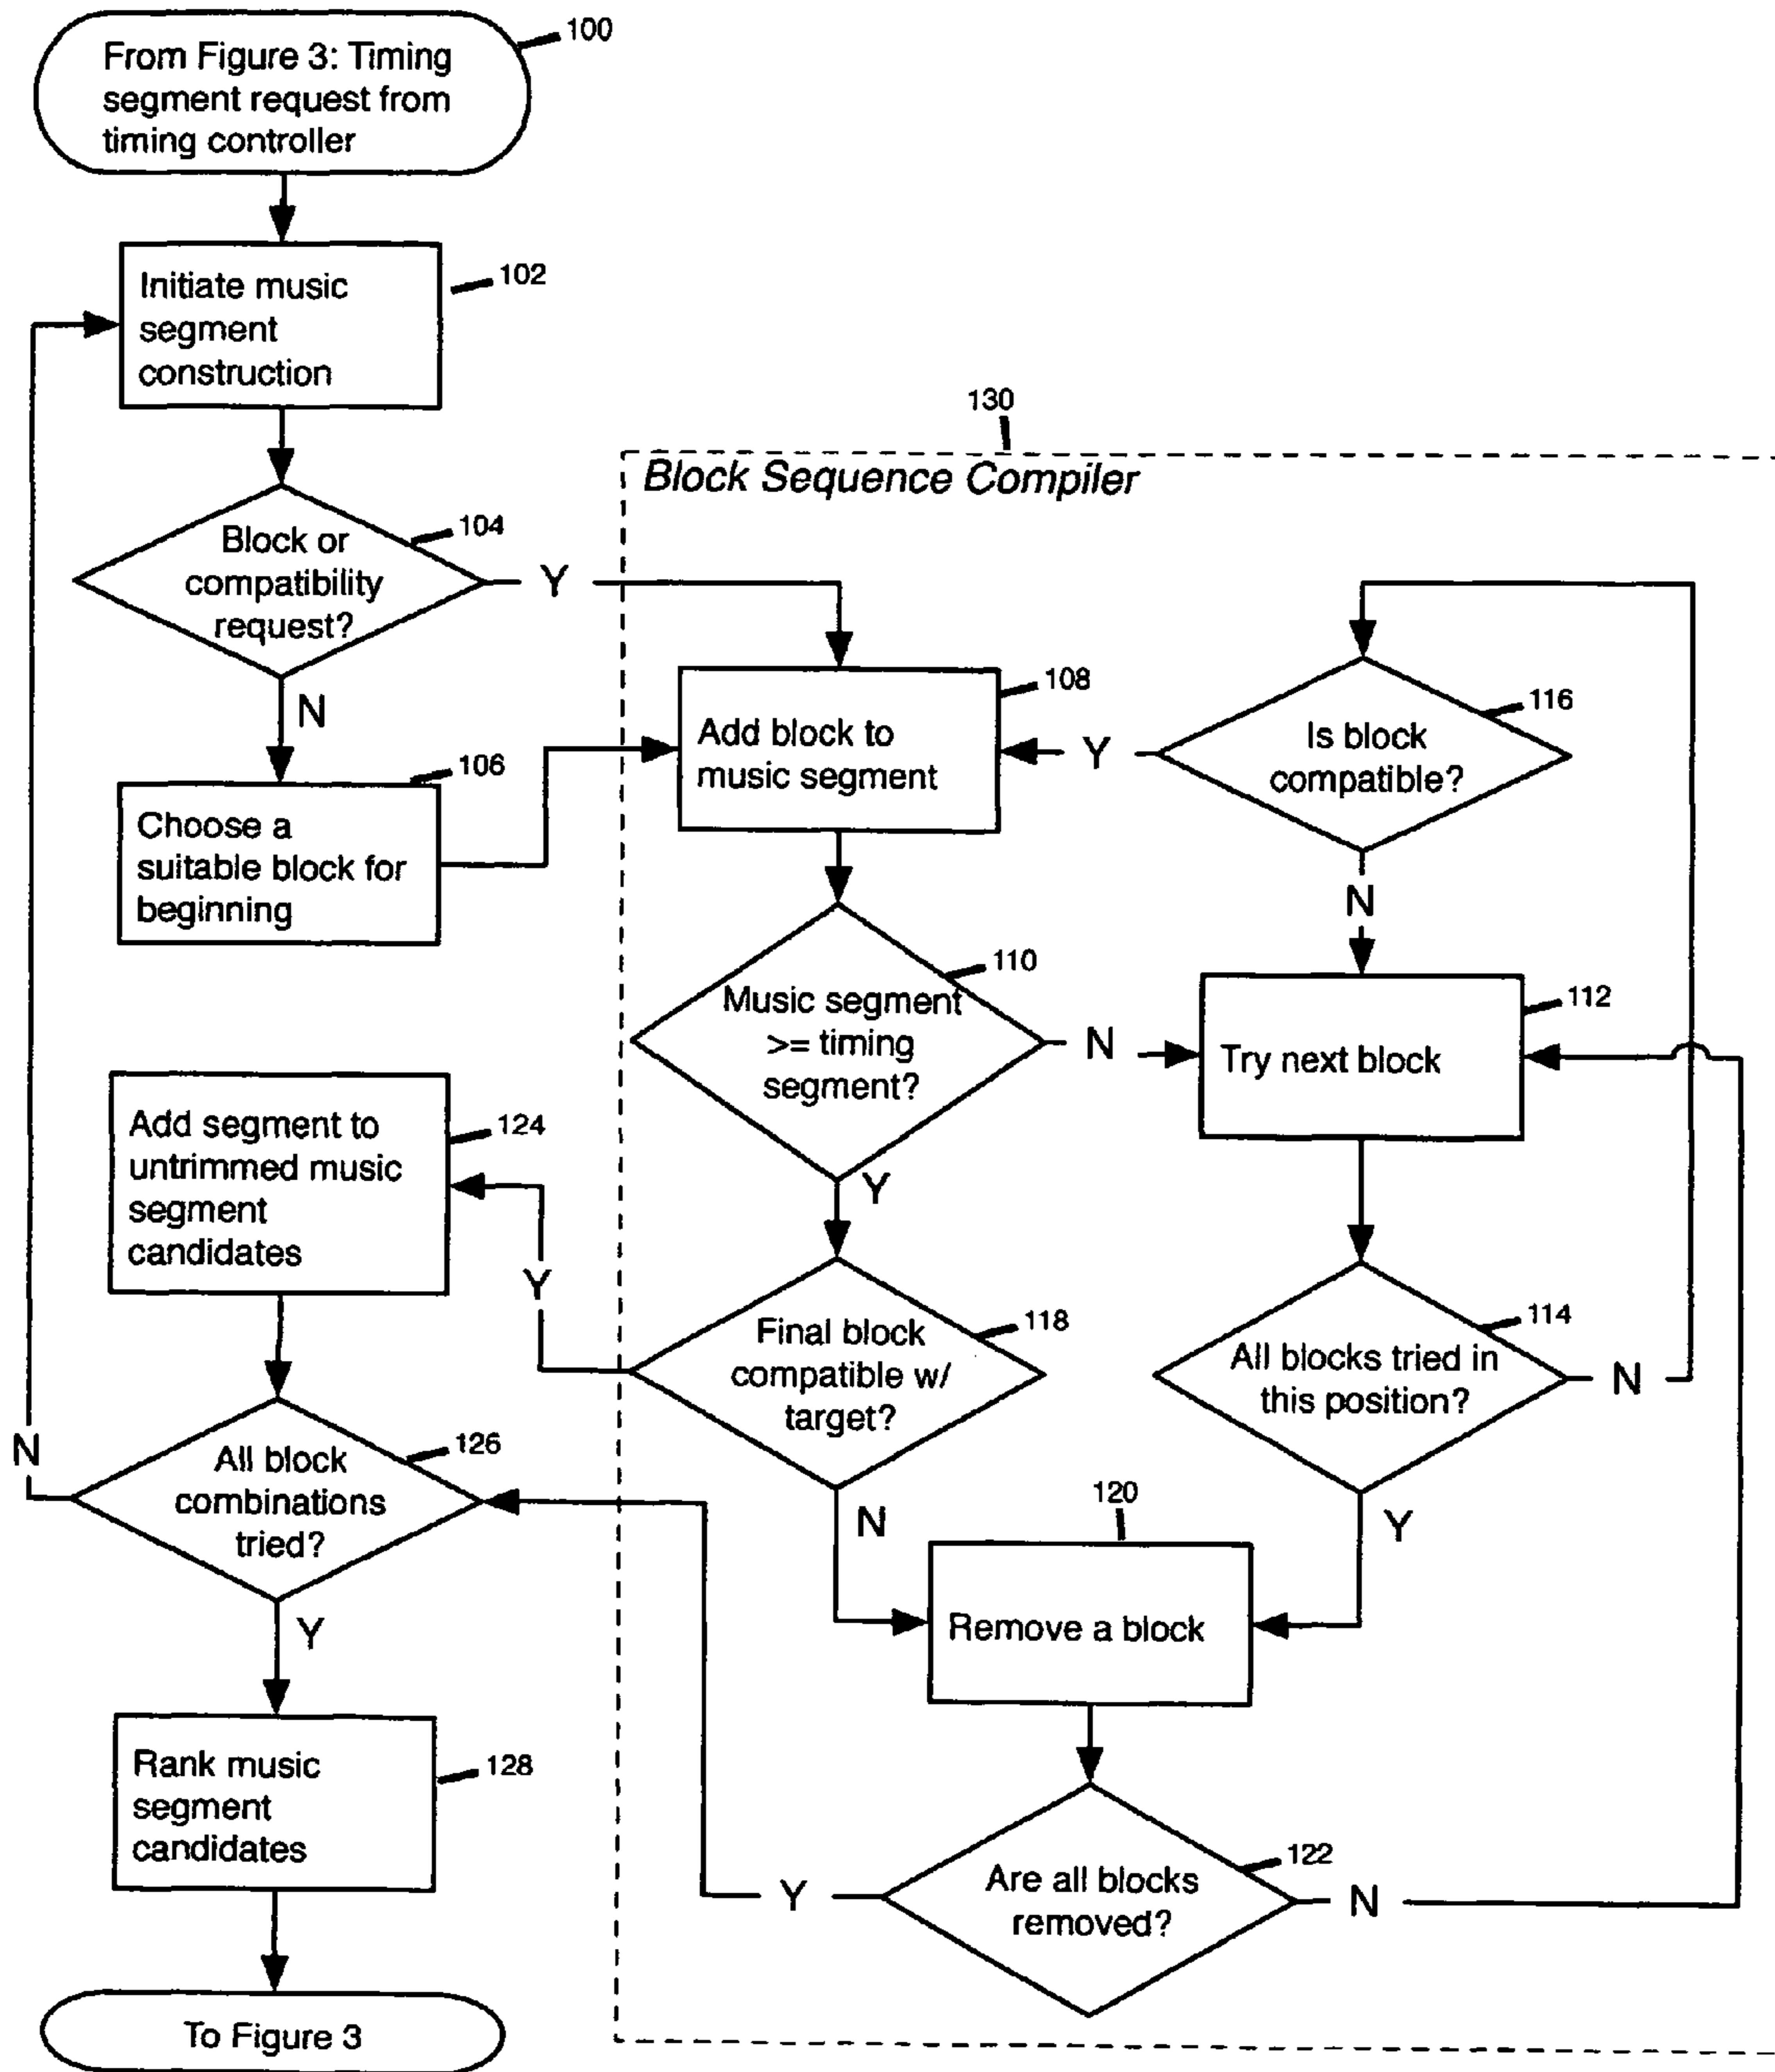 From Figure 3: Timing
segment request from
timing controller
100
Initiate music
segment
construction
102
130
Block Sequence Compiler
Block or
compatibility
request?
104
Y
N
Choose a
suitable block for
beginning
106
Add block to
music segment
108
Y
Is block
compatible?
116
N
Music segment
>= timing
segment?
110
N
Y
Try next block
112
Add segment to
untrimmed music
segment
candidates
124
Y
Final block
compatible w/
target?
118
N
All blocks tried in
this position?
114
N
Y
All block
combinations
tried?
126
N
Y
120
Remove a block
Rank music
segment
candidates
128
Y
Are all blocks
removed?
122
N
To Figure 3